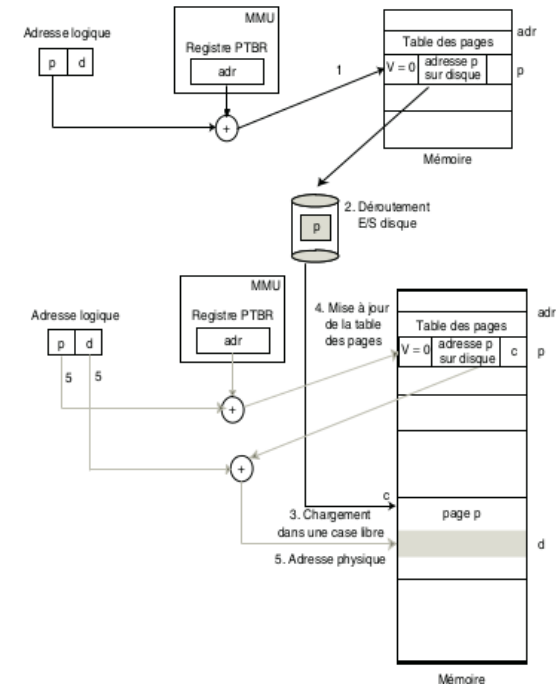 MMU
Adresse logique
Registre PTBR
p d
adr
1
adr
Table des pages
V = 0
adresse p
sur disque
p
Mémoire
2. Déroutement
E/S disque
p
MMU
Adresse logique
Registre PTBR
p d
adr
5 5
4. Mise à jour
de la table
des pages
adr
Table des pages
V = 0
adresse p
sur disque
c
p
+
+
+
c
3. Chargement
dans une case libre
page p
5. Adresse physique
d
Mémoire